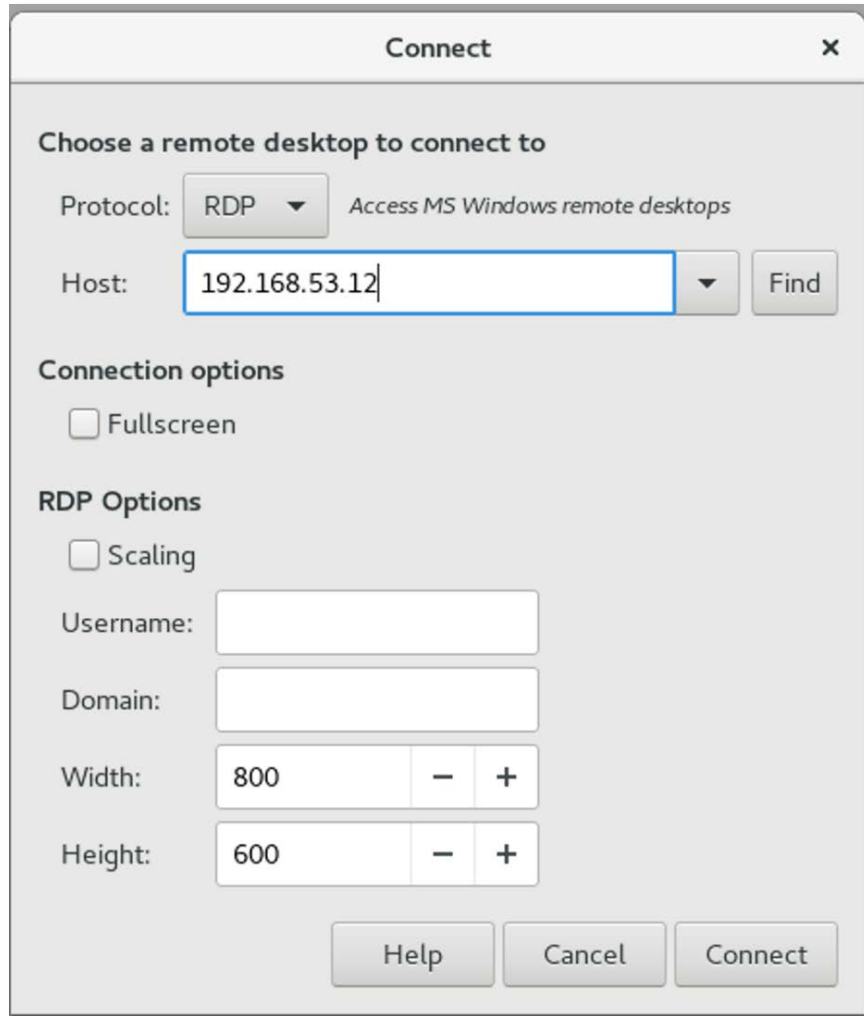 Connect ×
Choose a remote desktop to connect to
Protocol: RDP Access MS Windows remote desktops
Host: 192.168.53.12 Find
Connection options
Fullscreen
RDP Options
Scaling
Username:
Domain:
Width: 800 − +
Height: 600 − +
Help Cancel Connect